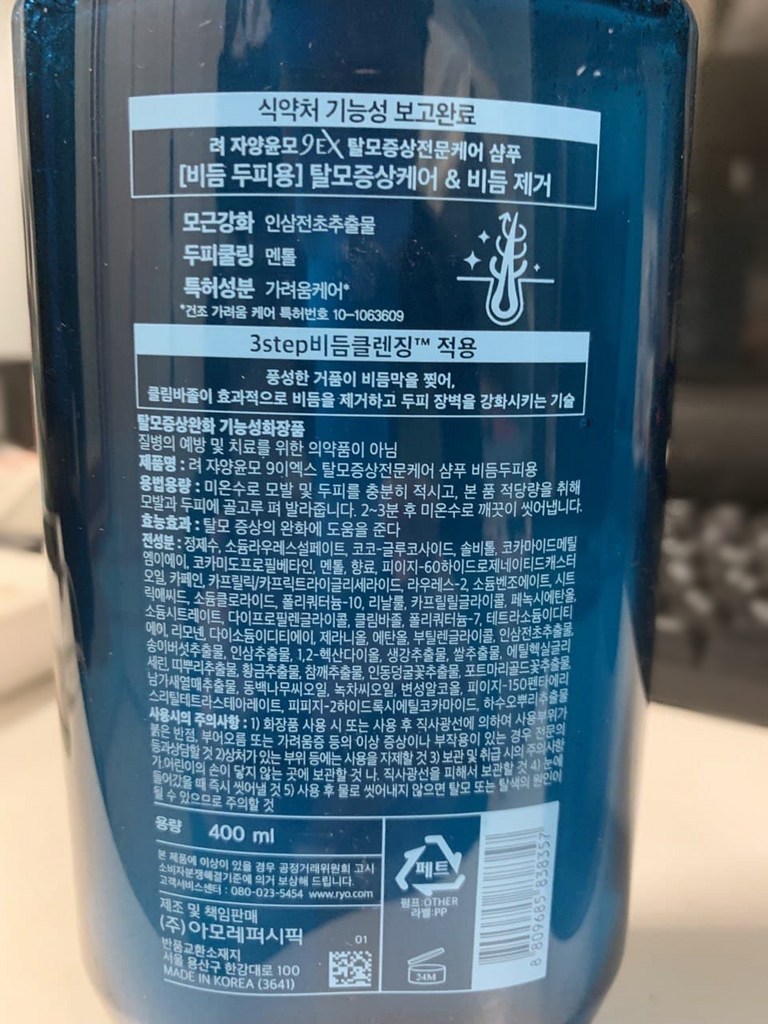 식약처 기능성 보고완료
려 자양윤모 9EX 탈모증상전문케어 샴푸
[비듬 두피용] 탈모증상케어 & 비듬 제거
모근강화 인삼전초추출물
두피쿨링 멘톨
특허성분 가려움케어*
*건조 가려움 케어 특허번호 10-1063609
3step비듬클렌징™ 적용
풍성한 거품이 비듬막을 찢어,
클림바졸이 효과적으로 비듬을 제거하고 두피 장벽을 강화시키는 기술
탈모증상완화 기능성화장품
질병의 예방 및 치료를 위한 의약품이 아님
제품명 : 려 자양윤모 9이엑스 탈모증상전문케어 샴푸 비듬두피용
용법용량 : 미온수로 모발 및 두피를 충분히 적시고, 본 품 적당량을 취해
모발과 두피에 골고루 펴 발라줍니다. 2~3분 후 미온수로 깨끗이 씻어냅니다.
효능효과 : 탈모 증상의 완화에 도움을 준다
전성분 : 정제수, 소듐라우레스설페이트, 코코-글루코사이드, 솔비톨, 코카마이드메틸
엠이에이, 코카미도프로필베타인, 멘톨, 향료, 피이지-60하이드로제네이티드캐스터
오일, 카페인, 카프릴릭/카프릭트라이글리세라이드, 라우레스-2, 소듐벤조에이트, 시트
릭애씨드, 소듐클로라이드, 폴리쿼터늄-10, 리날룰, 카프릴릴글라이콜, 페녹시에탄올,
소듐시트레이트, 다이프로필렌글라이콜, 클림바졸, 폴리쿼터늄-7, 테트라소듐이디티
에이, 리모넨, 다이소듐이디티에이, 제라니올, 에탄올, 부틸렌글라이콜, 인삼전초추출물,
송이버섯추출물, 인삼추출물, 1,2-헥산다이올, 생강추출물, 쌀추출물, 에틸헥실글리
세린, 띠뿌리추출물, 황금추출물, 참깨추출물, 인동덩굴꽃추출물, 포트마리골드꽃추출물,
남가새열매추출물, 동백나무씨오일, 녹차씨오일, 변성알코올, 피이지-150펜타에리
스리틸테트라스테아레이트, 피피지-2하이드록시에틸코카마이드, 하수오뿌리추출물
사용시의 주의사항 : 1) 화장품 사용 시 또는 사용 후 직사광선에 의하여 사용부위가
붉은 반점, 부어오름 또는 가려움증 등의 이상 증상이나 부작용이 있는 경우 전문의
등과상담할 것 2)상처가 있는 부위 등에는 사용을 자제할 것 3) 보관 및 취급 시의 주의사항
가.어린이의 손이 닿지 않는 곳에 보관할 것 나. 직사광선을 피해서 보관할 것 4) 눈에
들어갔을 때 즉시 씻어낼 것 5) 사용 후 물로 씻어내지 않으면 탈모 또는 탈색의 원인이
될 수 있으므로 주의할 것
용량 400 ml
본 제품에 이상이 있을 경우 공정거래위원회 고시
소비자분쟁해결기준에 의거 보상해 드립니다.
고객서비스센터 : 080-023-5454 www.ryo.com
제조 및 책임판매
(주)아모레퍼시픽
반품교환소재지
서울 용산구 한강대로 100
MADE IN KOREA (3641)
01
페트
펌프:OTHER
라벨:PP
24M
8 809685 838357